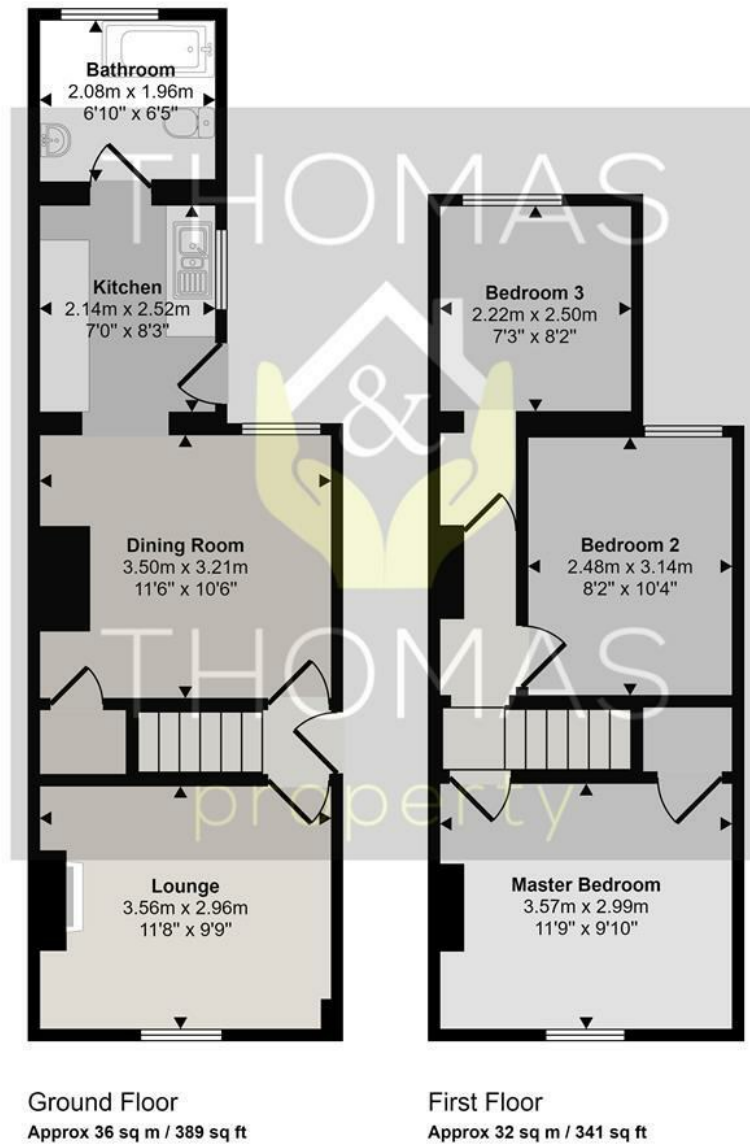 Bathroom
2.08m x 1.96m
6'10" x 6'5"
THOMAS
Kitchen
2.14m x 2.52m
7'0" x 8'3"
Bedroom 3
2.22m x 2.50m
7'3" x 8'2"
&
Dining Room
3.50m x 3.21m
11'6" x 10'6"
Bedroom 2
2.48m x 3.14m
8'2" x 10'4"
THOMAS
property
Lounge
3.56m x 2.96m
11'8" x 9'9"
Master Bedroom
3.57m x 2.99m
11'9" x 9'10"
Ground Floor
Approx 36 sq m / 389 sq ft
First Floor
Approx 32 sq m / 341 sq ft